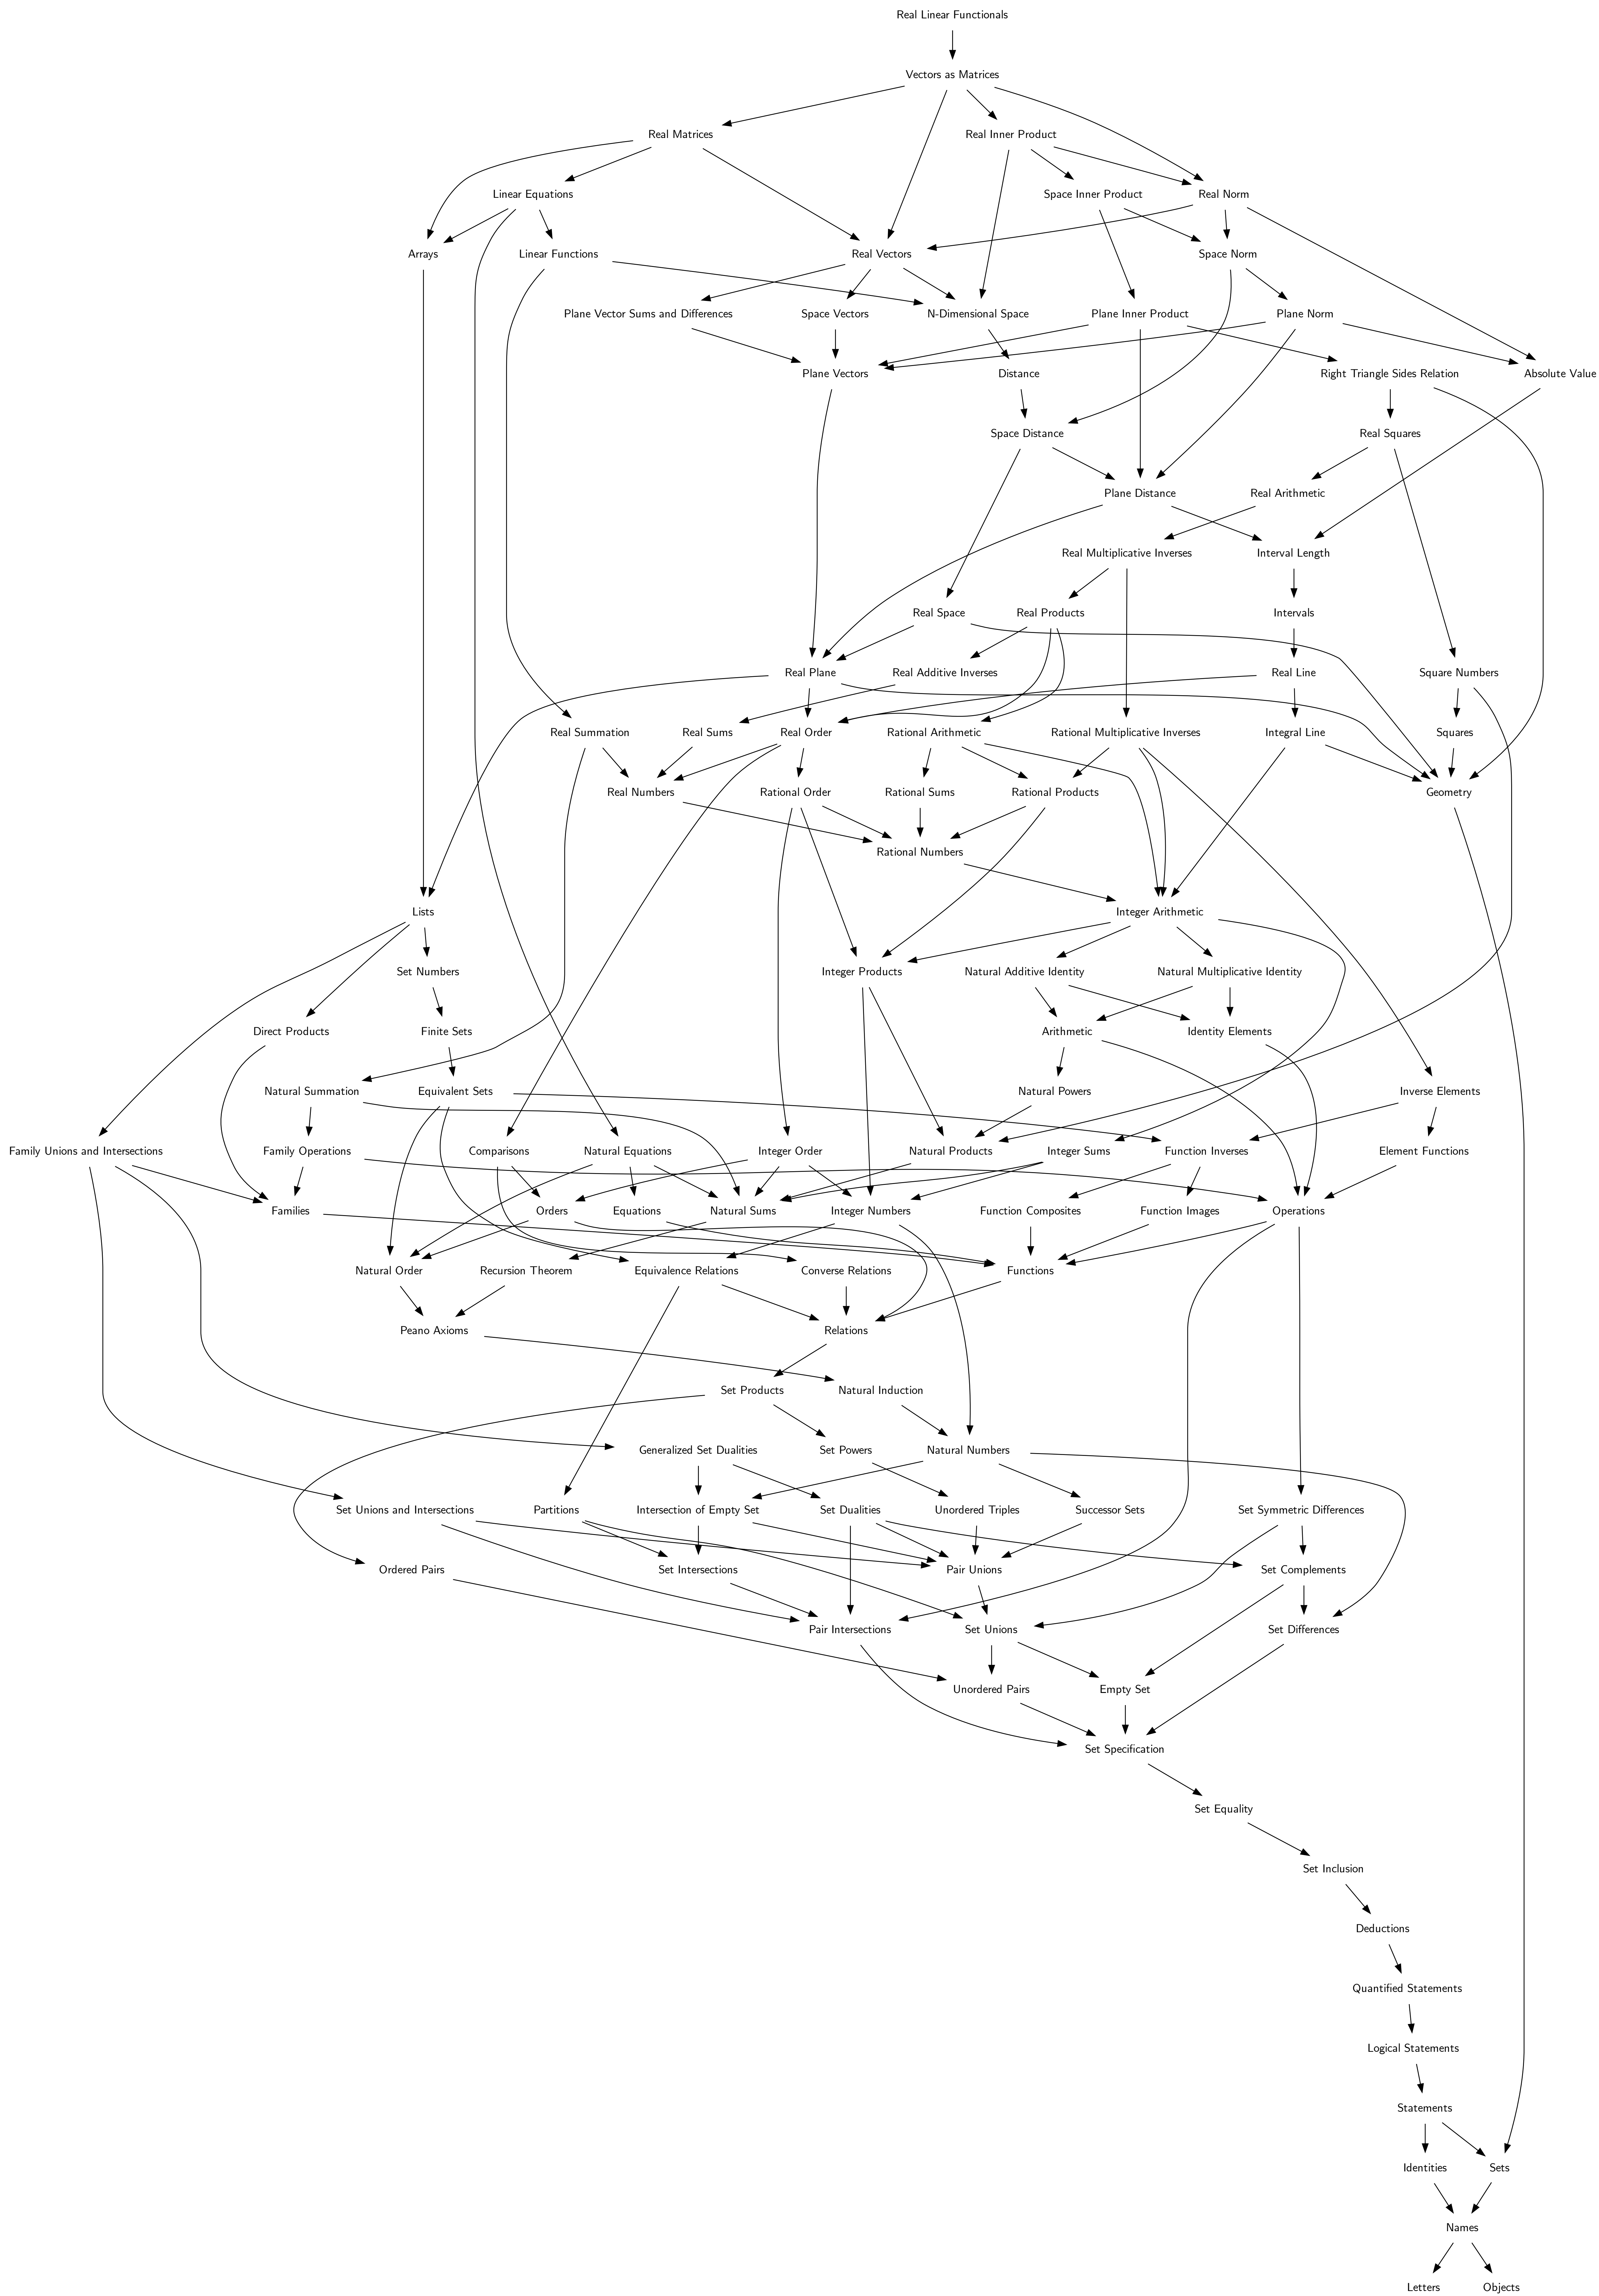 Real Linear Functionals
Vectors as Matrices
Real Matrices
Real Inner Product
Linear Equations
Space Inner Product
Real Norm
Arrays
Linear Functions
Real Vectors
Space Norm
Plane Vector Sums and Differences
Space Vectors
N-Dimensional Space
Plane Inner Product
Plane Norm
Plane Vectors
Distance
Right Triangle Sides Relation
Absolute Value
Space Distance
Real Squares
Plane Distance
Real Arithmetic
Real Multiplicative Inverses
Interval Length
Real Space
Real Products
Intervals
Real Plane
Real Additive Inverses
Real Line
Square Numbers
Real Summation
Real Sums
Real Order
Rational Arithmetic
Rational Multiplicative Inverses
Integral Line
Squares
Real Numbers
Rational Order
Rational Sums
Rational Products
Geometry
Rational Numbers
Lists
Integer Arithmetic
Set Numbers
Integer Products
Natural Additive Identity
Natural Multiplicative Identity
Direct Products
Finite Sets
Arithmetic
Identity Elements
Natural Summation
Equivalent Sets
Natural Powers
Inverse Elements
Family Unions and Intersections
Family Operations
Comparisons
Natural Equations
Integer Order
Natural Products
Integer Sums
Function Inverses
Element Functions
Families
Orders
Equations
Natural Sums
Integer Numbers
Function Composites
Function Images
Operations
Natural Order
Recursion Theorem
Equivalence Relations
Converse Relations
Functions
Peano Axioms
Relations
Set Products
Natural Induction
Generalized Set Dualities
Set Powers
Natural Numbers
Set Unions and Intersections
Partitions
Intersection of Empty Set
Set Dualities
Unordered Triples
Successor Sets
Set Symmetric Differences
Ordered Pairs
Set Intersections
Pair Unions
Set Complements
Pair Intersections
Set Unions
Set Differences
Unordered Pairs
Empty Set
Set Specification
Set Equality
Set Inclusion
Deductions
Quantified Statements
Logical Statements
Statements
Identities
Sets
Names
Letters
Objects